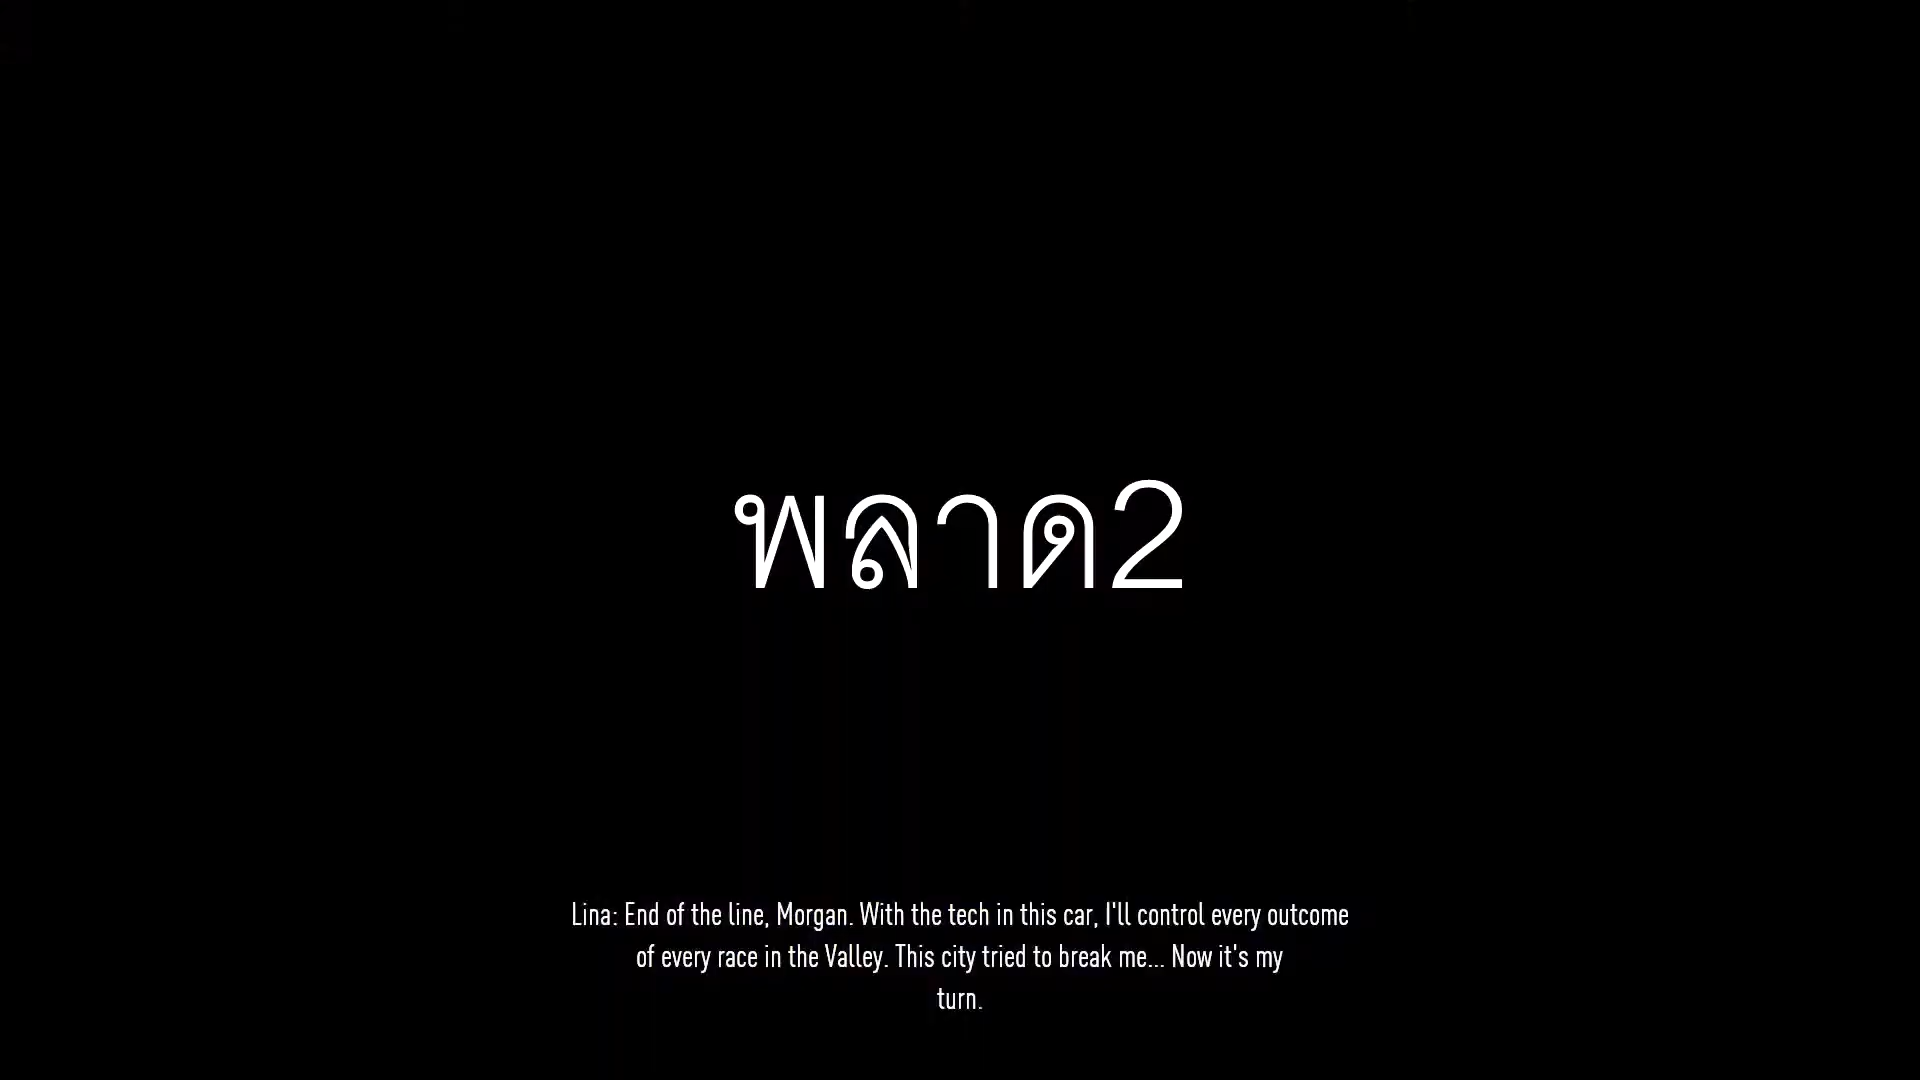 พลาด2
Lina: End of the line, Morgan. With the tech in this car, I'll control every outcome
of every race in the Valley. This city tried to break me... Now it's my
turn.